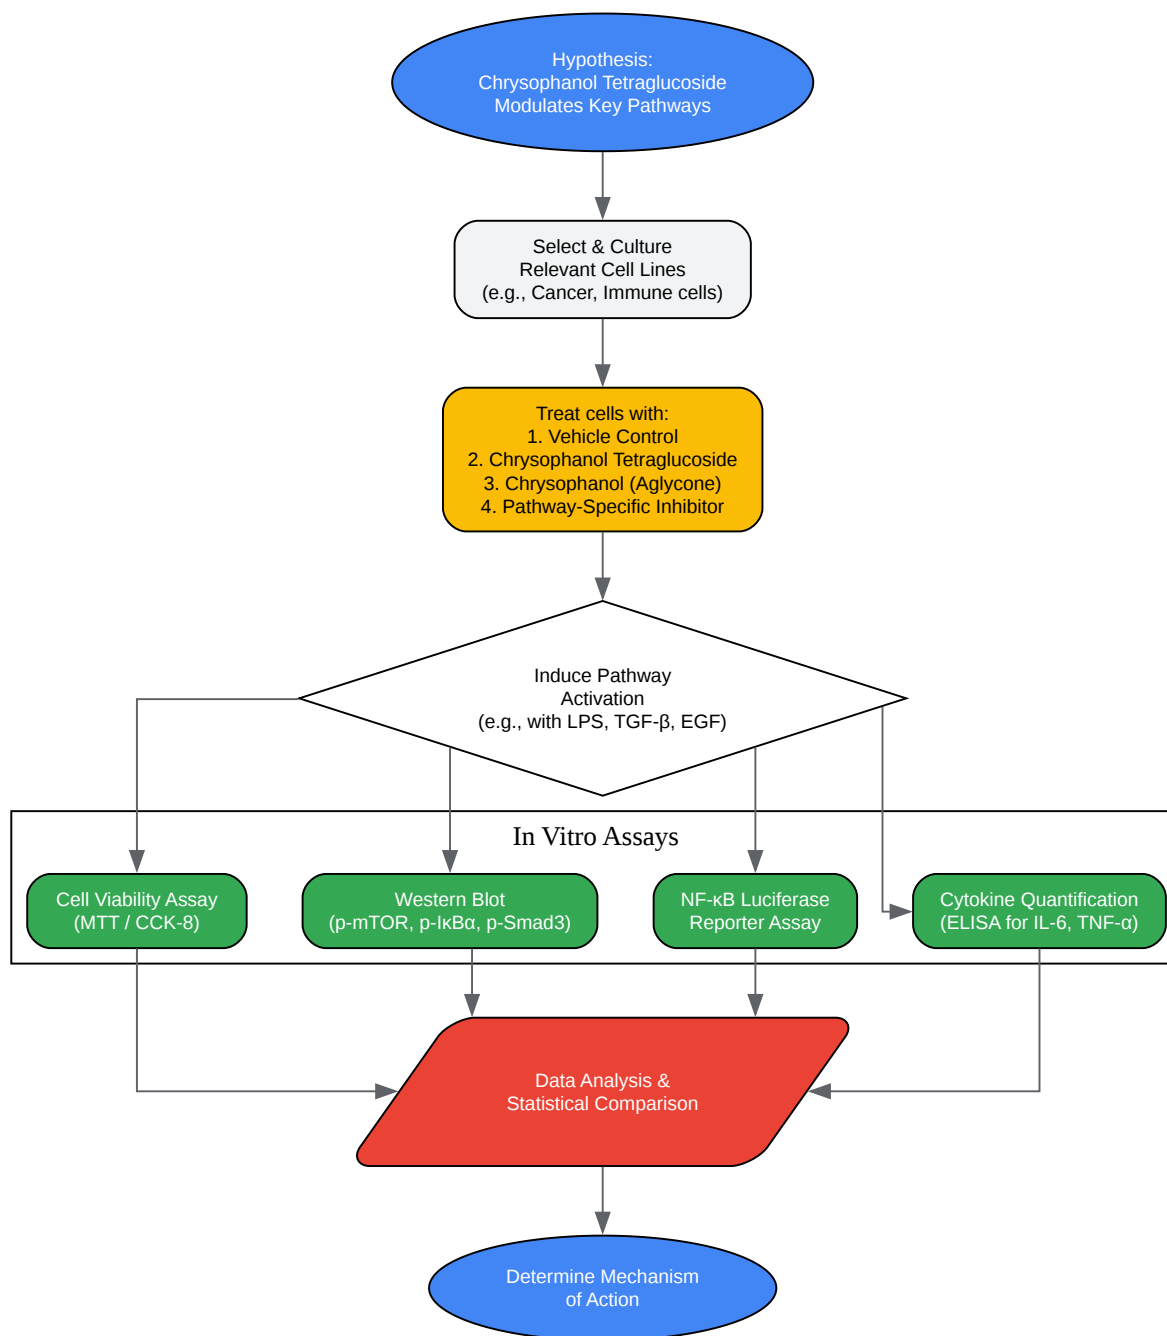 Hypothesis:
Chrysophanol Tetraglucoside
Modulates Key Pathways
Select & Culture
Relevant Cell Lines
(e.g., Cancer, Immune cells)
Treat cells with:
1. Vehicle Control
2. Chrysophanol Tetraglucoside
3. Chrysophanol (Aglycone)
4. Pathway-Specific Inhibitor
Induce Pathway
Activation
(e.g., with LPS, TGF-β, EGF)
In Vitro Assays
Cell Viability Assay
(MTT / CCK-8)
Western Blot
(p-mTOR, p-IκBα, p-Smad3)
NF-κB Luciferase
Reporter Assay
Cytokine Quantification
(ELISA for IL-6, TNF-α)
Data Analysis &
Statistical Comparison
Determine Mechanism
of Action